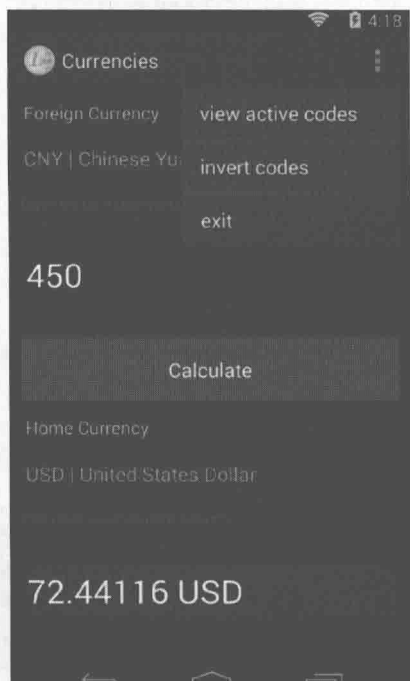 4:18
Currencies
Foreign Currency
view active codes
CNY | Chinese Yu
invert codes
exit
450
Calculate
Home Currency
USD | United States Dollar
72.44116 USD